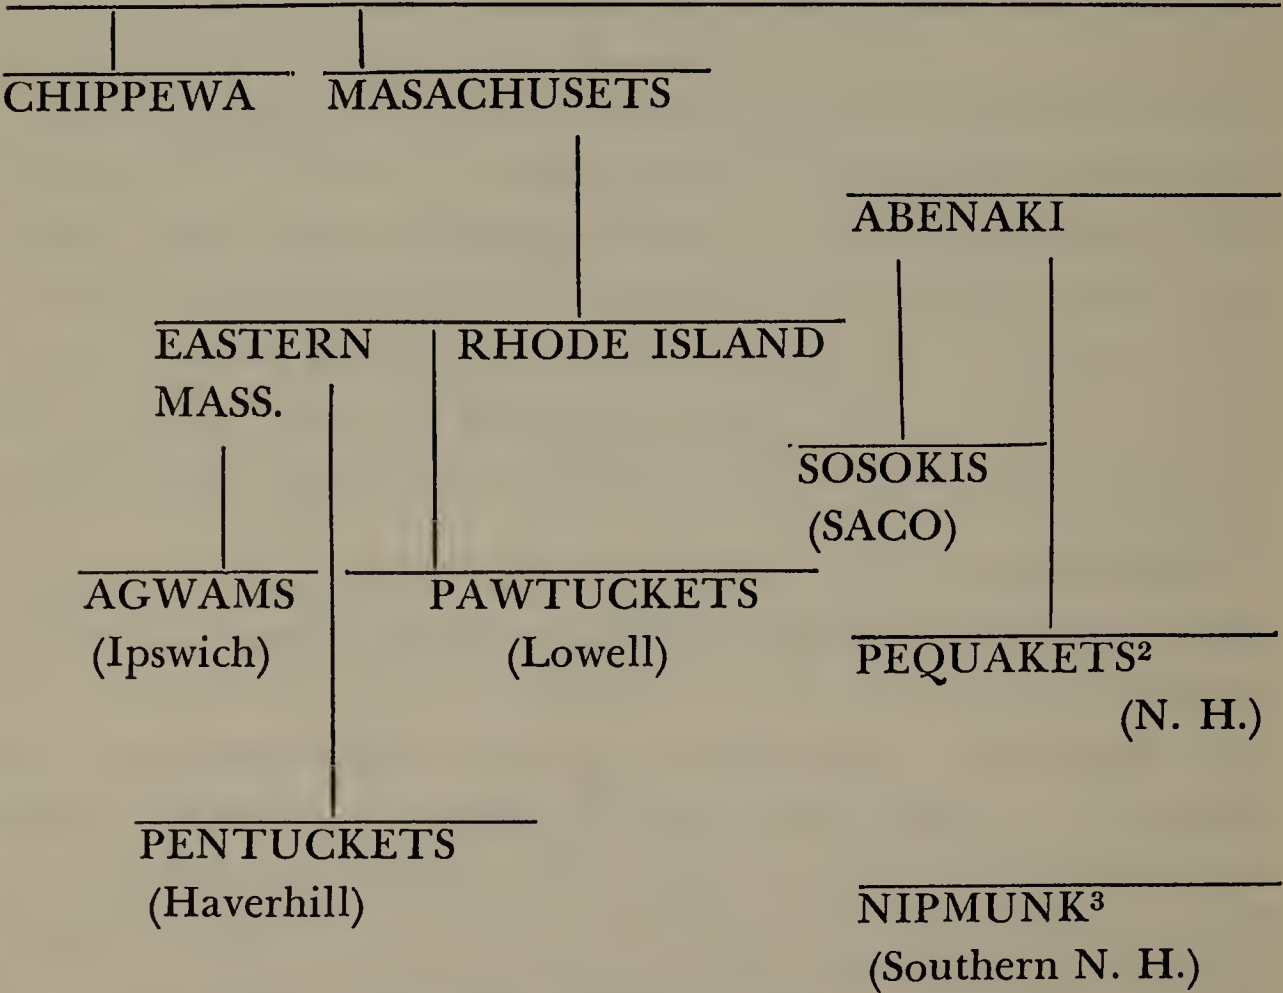 CHIPPEWA MASACHUSETS
ABENAKI
EASTERN RHODE ISLAND
MASS.
SOSOKIS
(SACO)
AGWAMS PAWTUCKETS
(Ipswich) (Lowell)
PEQUAKETS²
(N. H.)
PENTUCKETS
(Haverhill)
NIPMUNK³
(Southern N. H.)